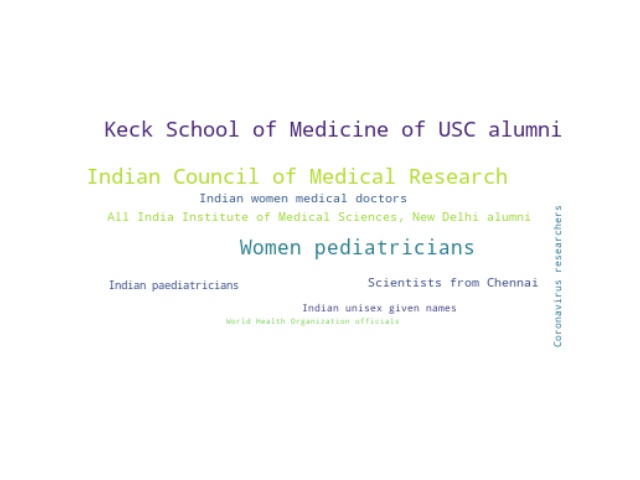 Keck School of Medicine of USC alumni
Indian Council of Medical Research
Indian women medical doctors
All India Institute of Medical Sciences, New Delhi alumni
Women pediatricians
Scientists from Chennai
Indian paediatricians
Indian unisex given names
World Health Organization officials
Coronavirus researchers